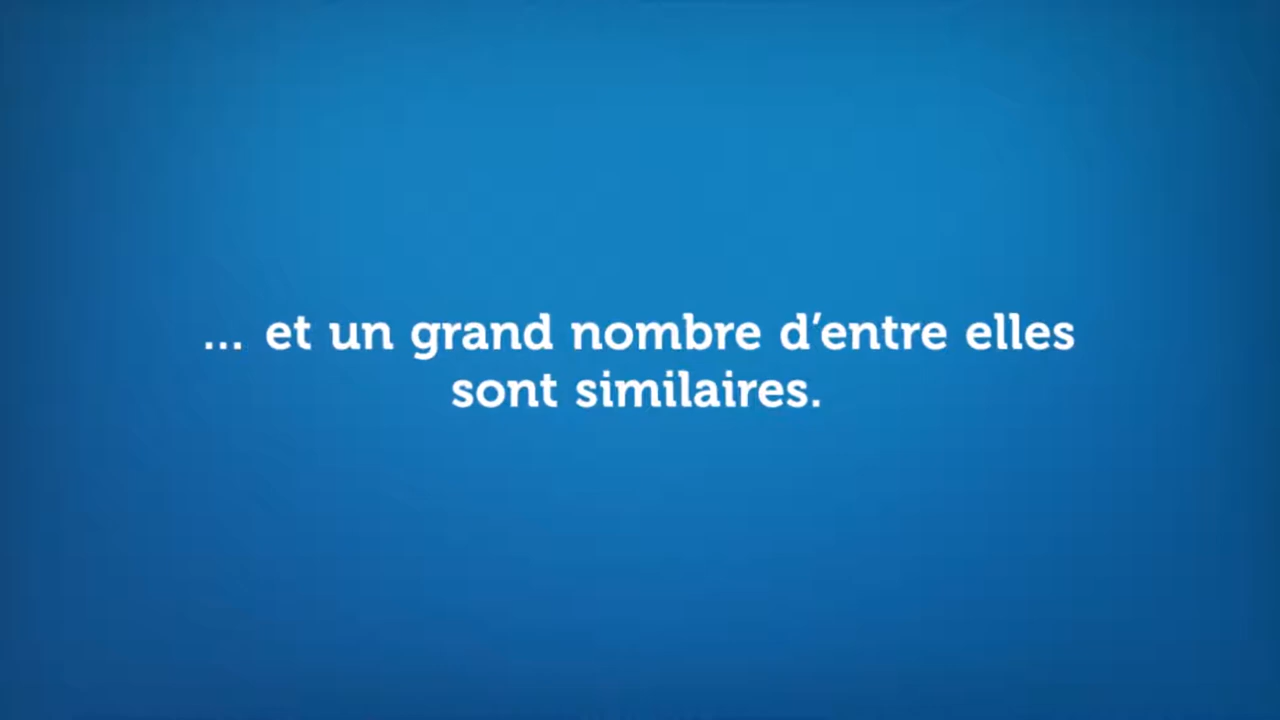 ... et un grand nombre d’entre elles
sont similaires.